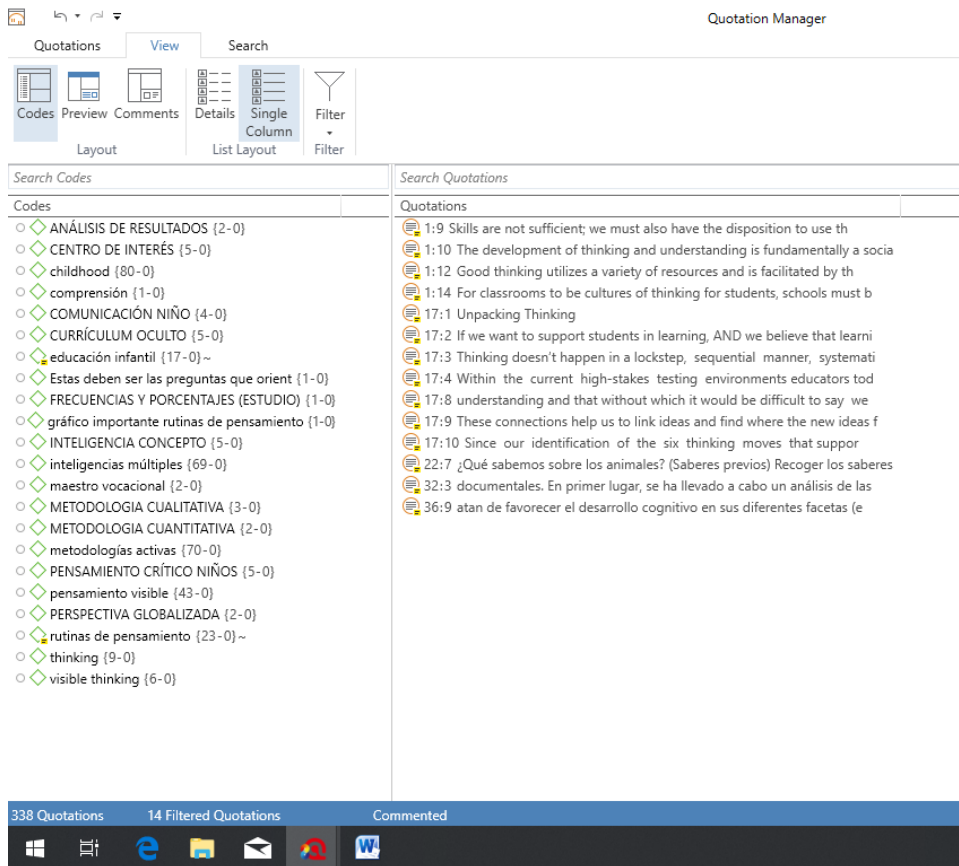 Quotation Manager
Quotations View Search
Codes Preview Comments Details Single Column Filter
Layout List Layout Filter
Search Codes
Codes
ANÁLISIS DE RESULTADOS {2-0}
CENTRO DE INTERÉS {5-0}
childhood {80-0}
comprensión {1-0}
COMUNICACIÓN NIÑO {4-0}
CURRÍCULUM OCULTO {5-0}
educación infantil {17-0}~
Estas deben ser las preguntas que orient {1-0}
FRECUENCIAS Y PORCENTAJES (ESTUDIO) {1-0}
gráfico importante rutinas de pensamiento {1-0}
INTELIGENCIA CONCEPTO {5-0}
inteligencias múltiples {69-0}
maestro vocacional {2-0}
METODOLOGIA CUALITATIVA {3-0}
METODOLOGIA CUANTITATIVA {2-0}
metodologías activas {70-0}
PENSAMIENTO CRÍTICO NIÑOS {5-0}
pensamiento visible {43-0}
PERSPECTIVA GLOBALIZADA {2-0}
rutinas de pensamiento {23-0}~
thinking {9-0}
visible thinking {6-0}
Search Quotations
Quotations
1:9 Skills are not sufficient; we must also have the disposition to use th
1:10 The development of thinking and understanding is fundamentally a socia
1:12 Good thinking utilizes a variety of resources and is facilitated by th
1:14 For classrooms to be cultures of thinking for students, schools must b
17:1 Unpacking Thinking
17:2 If we want to support students in learning, AND we believe that learni
17:3 Thinking doesn't happen in a lockstep, sequential manner, systemati
17:4 Within the current high-stakes testing environments educators tod
17:8 understanding and that without which it would be difficult to say we
17:9 These connections help us to link ideas and find where the new ideas f
17:10 Since our identification of the six thinking moves that suppor
22:7 ¿Qué sabemos sobre los animales? (Saberes previos) Recoger los saberes
32:3 documentales. En primer lugar, se ha llevado a cabo un análisis de las
36:9 atan de favorecer el desarrollo cognitivo en sus diferentes facetas (e
338 Quotations 14 Filtered Quotations Commented